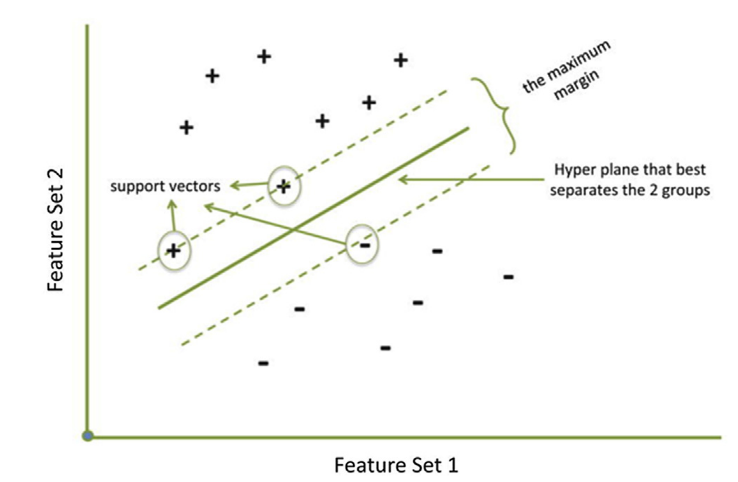 the maximum
margin
support vectors
Hyper plane that best
separates the 2 groups
Feature Set 2
Feature Set 1